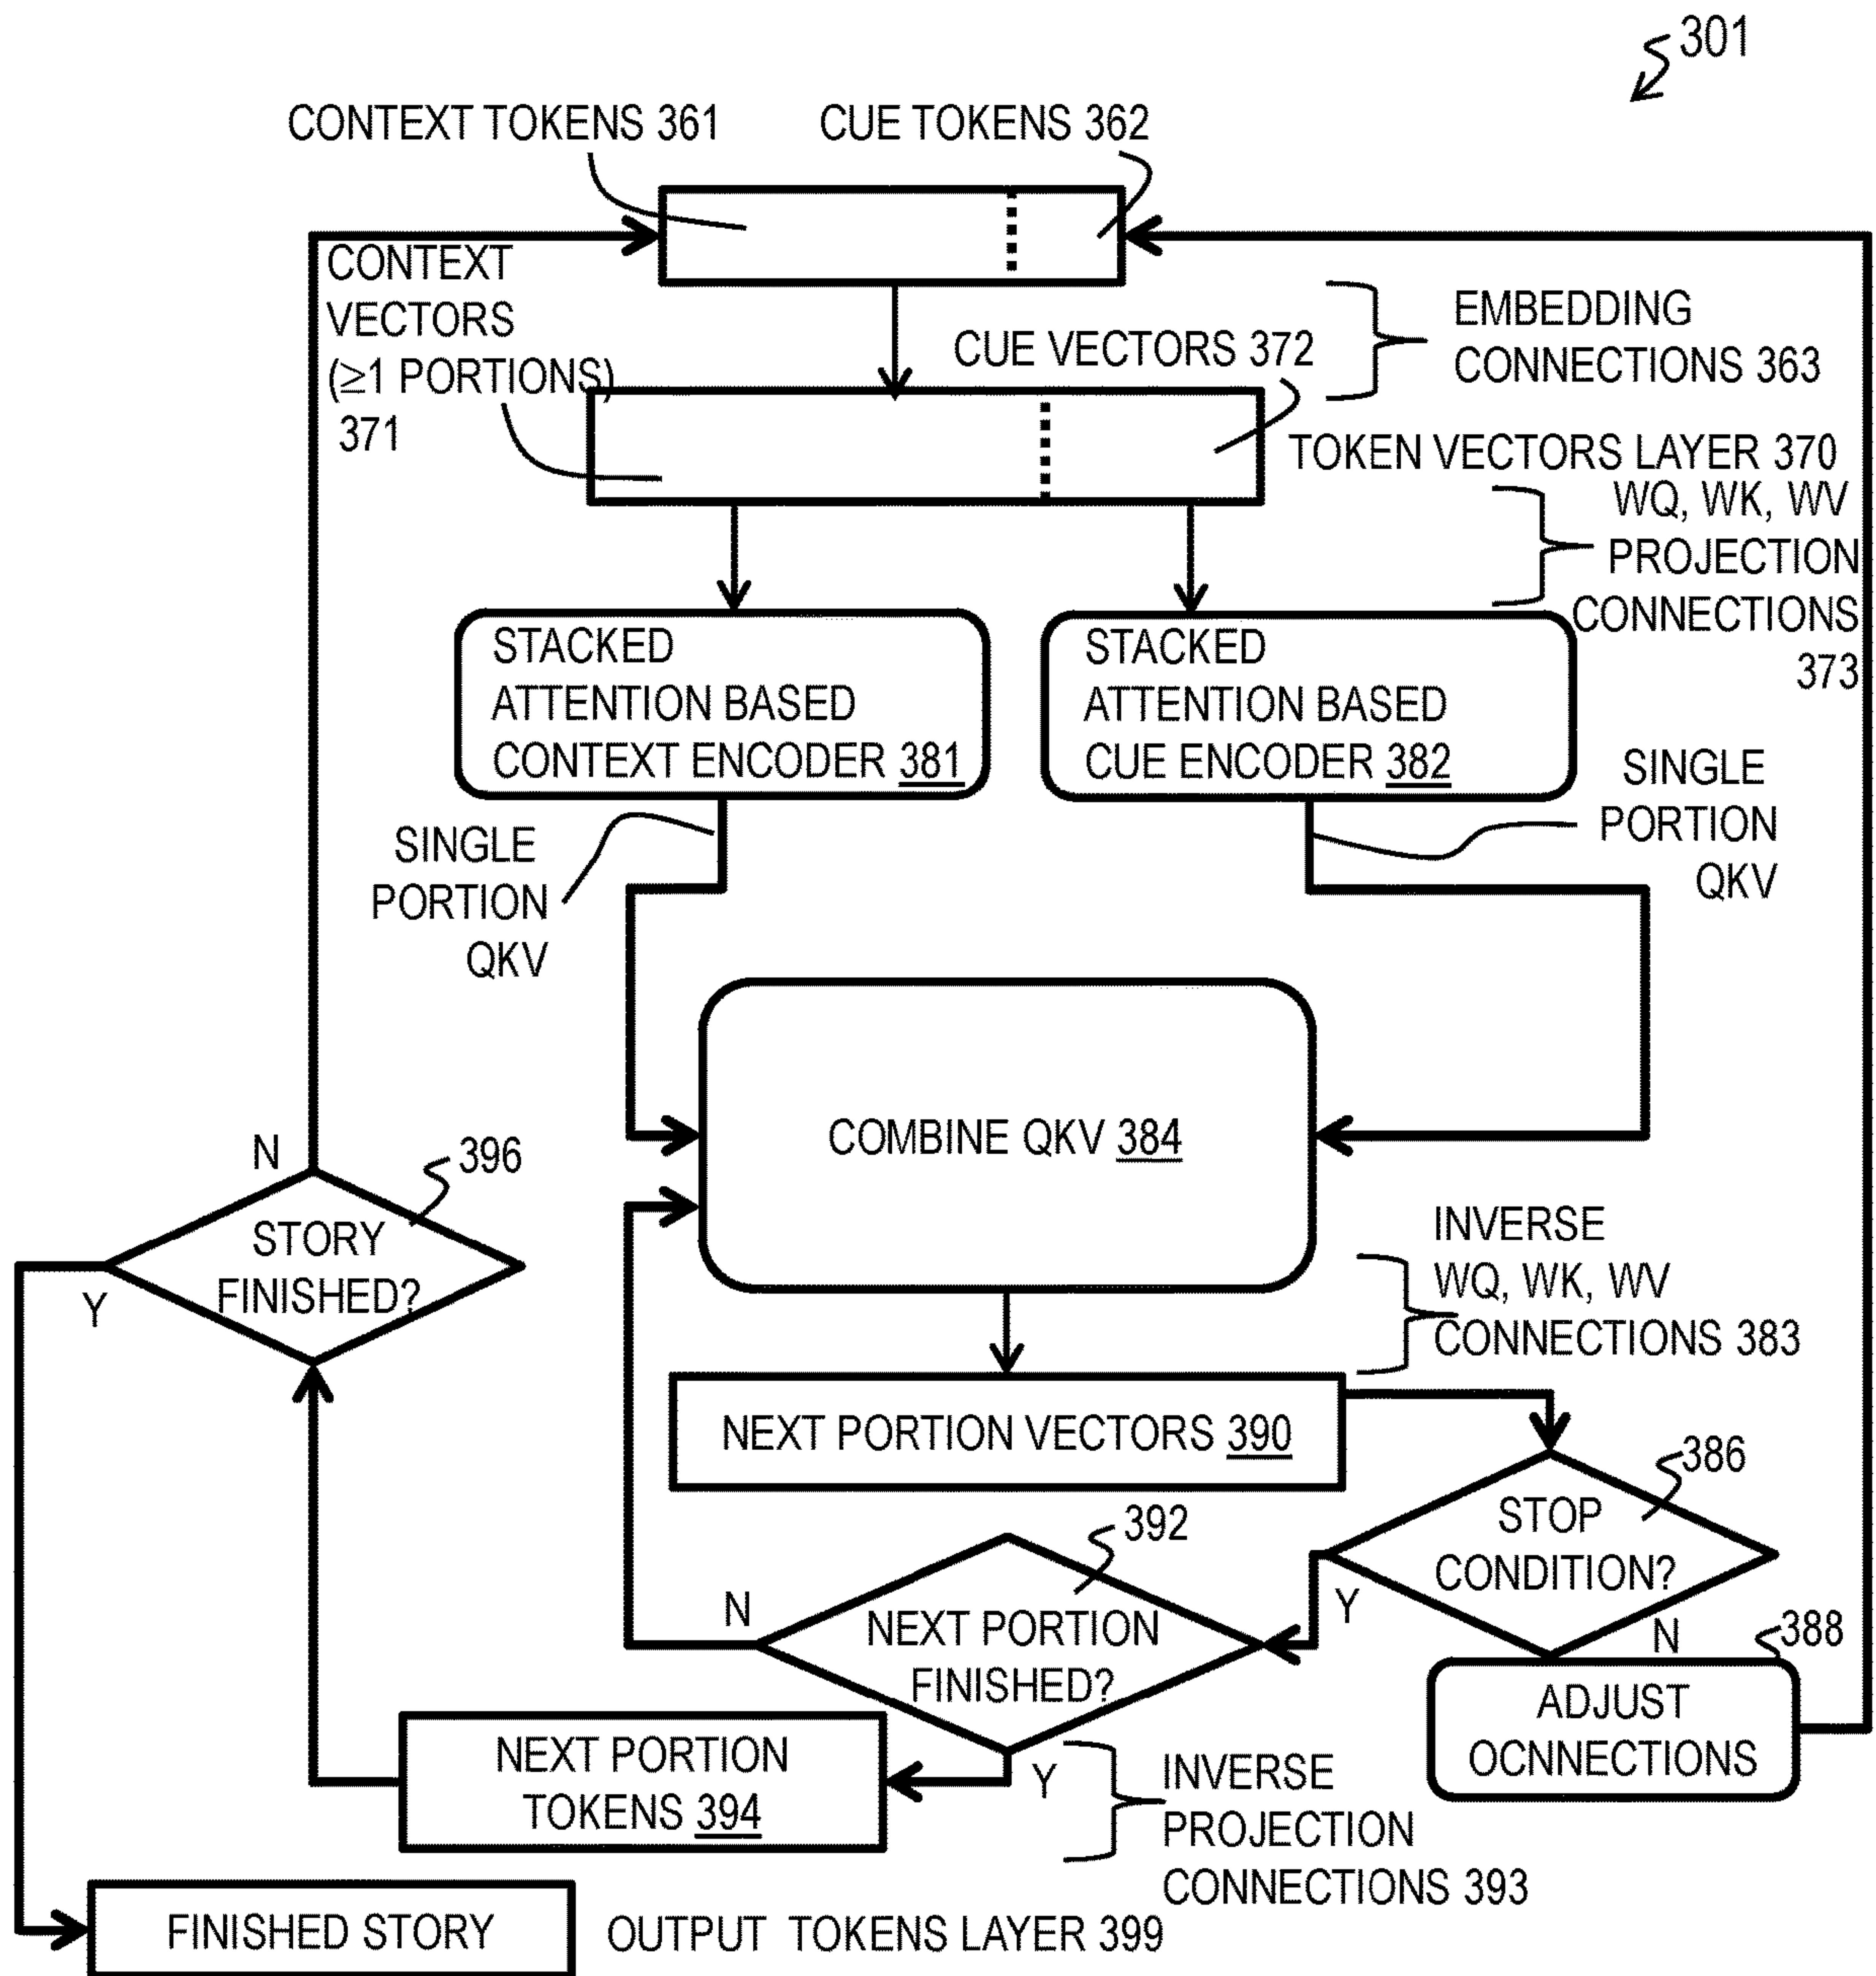 301
CONTEXT TOKENS 361
CUE TOKENS 362
CONTEXT
VECTORS
(≥1 PORTIONS)
371
EMBEDDING
CONNECTIONS 363
CUE VECTORS 372
TOKEN VECTORS LAYER 370
WQ, WK, WV
PROJECTION
CONNECTIONS
373
STACKED
ATTENTION BASED
CONTEXT ENCODER 381
STACKED
ATTENTION BASED
CUE ENCODER 382
SINGLE
PORTION
QKV
SINGLE
PORTION
QKV
COMBINE QKV 384
N
396
STORY
FINISHED?
Y
INVERSE
WQ, WK, WV
CONNECTIONS 383
NEXT PORTION VECTORS 390
386
STOP
CONDITION?
Y
N
392
N
NEXT PORTION
FINISHED?
Y
388
ADJUST
OCNNECTIONS
NEXT PORTION
TOKENS 394
INVERSE
PROJECTION
CONNECTIONS 393
FINISHED STORY
OUTPUT TOKENS LAYER 399